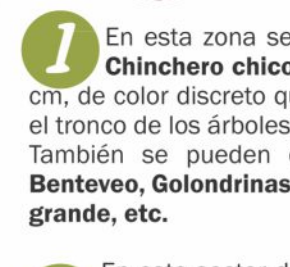 1 En esta zona se
Chinchero chico
cm, de color discreto qu
el tronco de los árboles
También se pueden
Benteveo, Golondrinas
grande, etc.
En este sector d